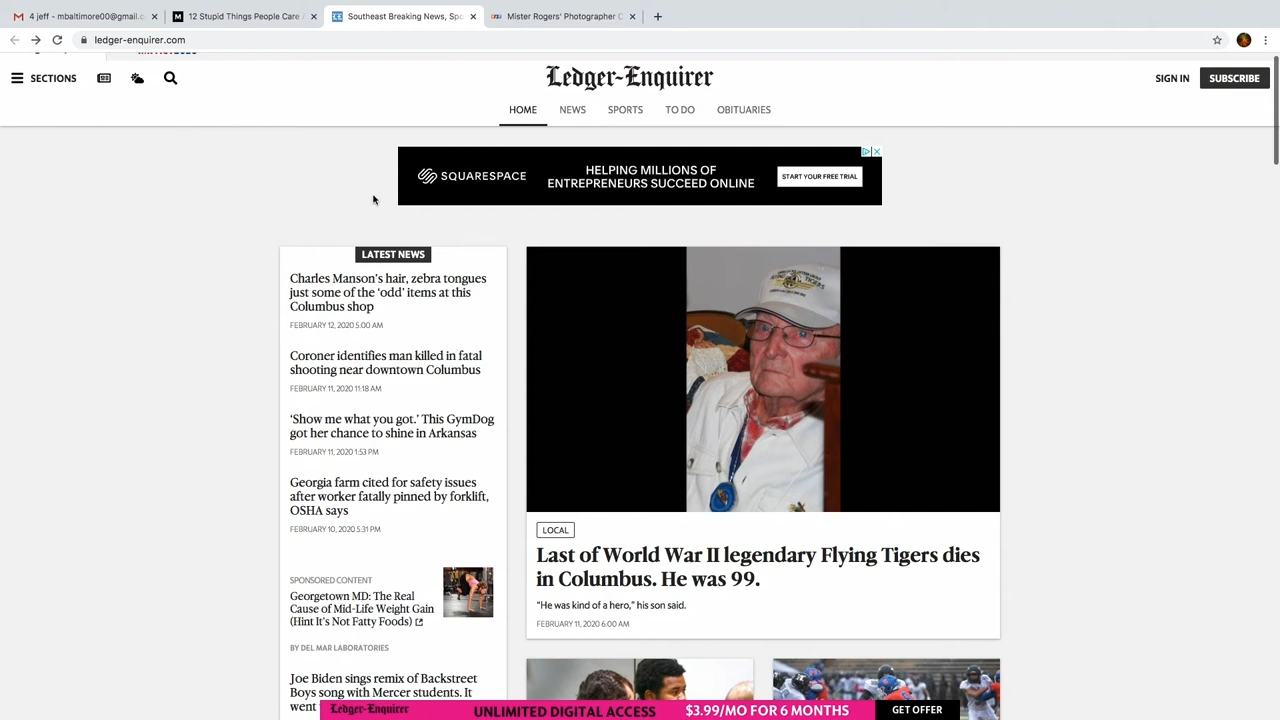 4 jeff - mbaltimore00@gmail.c
12 Stupid Things People Care
Southeast Breaking News, Spo
Mister Rogers' Photographer
ledger-enquirer.com
SECTIONS
Ledger-Enquirer
SIGN IN
SUBSCRIBE
HOME
NEWS
SPORTS
TO DO
OBITUARIES
SQUARESPACE
HELPING MILLIONS OF
ENTREPRENEURS SUCCEED ONLINE
START YOUR FREE TRIAL
LATEST NEWS
Charles Manson's hair, zebra tongues
just some of the 'odd' items at this
Columbus shop
FEBRUARY 12, 2020 5:00 AM
Coroner identifies man killed in fatal
shooting near downtown Columbus
FEBRUARY 11, 2020 11:18 AM
'Show me what you got.' This GymDog
got her chance to shine in Arkansas
FEBRUARY 11, 2020 1:53 PM
Georgia farm cited for safety issues
after worker fatally pinned by forklift,
OSHA says
FEBRUARY 10, 2020 5:31 PM
SPONSORED CONTENT
Georgetown MD: The Real
Cause of Mid-Life Weight Gain
(Hint It's Not Fatty Foods)
BY DEL MAR LABORATORIES
Joe Biden sings remix of Backstreet
Boys song with Mercer students. It
went
LOCAL
Last of World War II legendary Flying Tigers dies
in Columbus. He was 99.
"He was kind of a hero," his son said.
FEBRUARY 11, 2020 6:00 AM
Ledger-Enquirer
UNLIMITED DIGITAL ACCESS
$3.99/MO FOR 6 MONTHS
GET OFFER